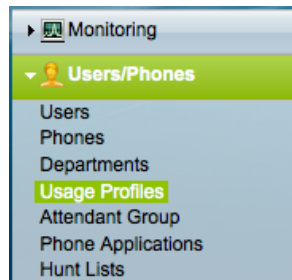 Monitoring
Users/Phones
Users
Phones
Departments
Usage Profiles
Attendant Group
Phone Applications
Hunt Lists